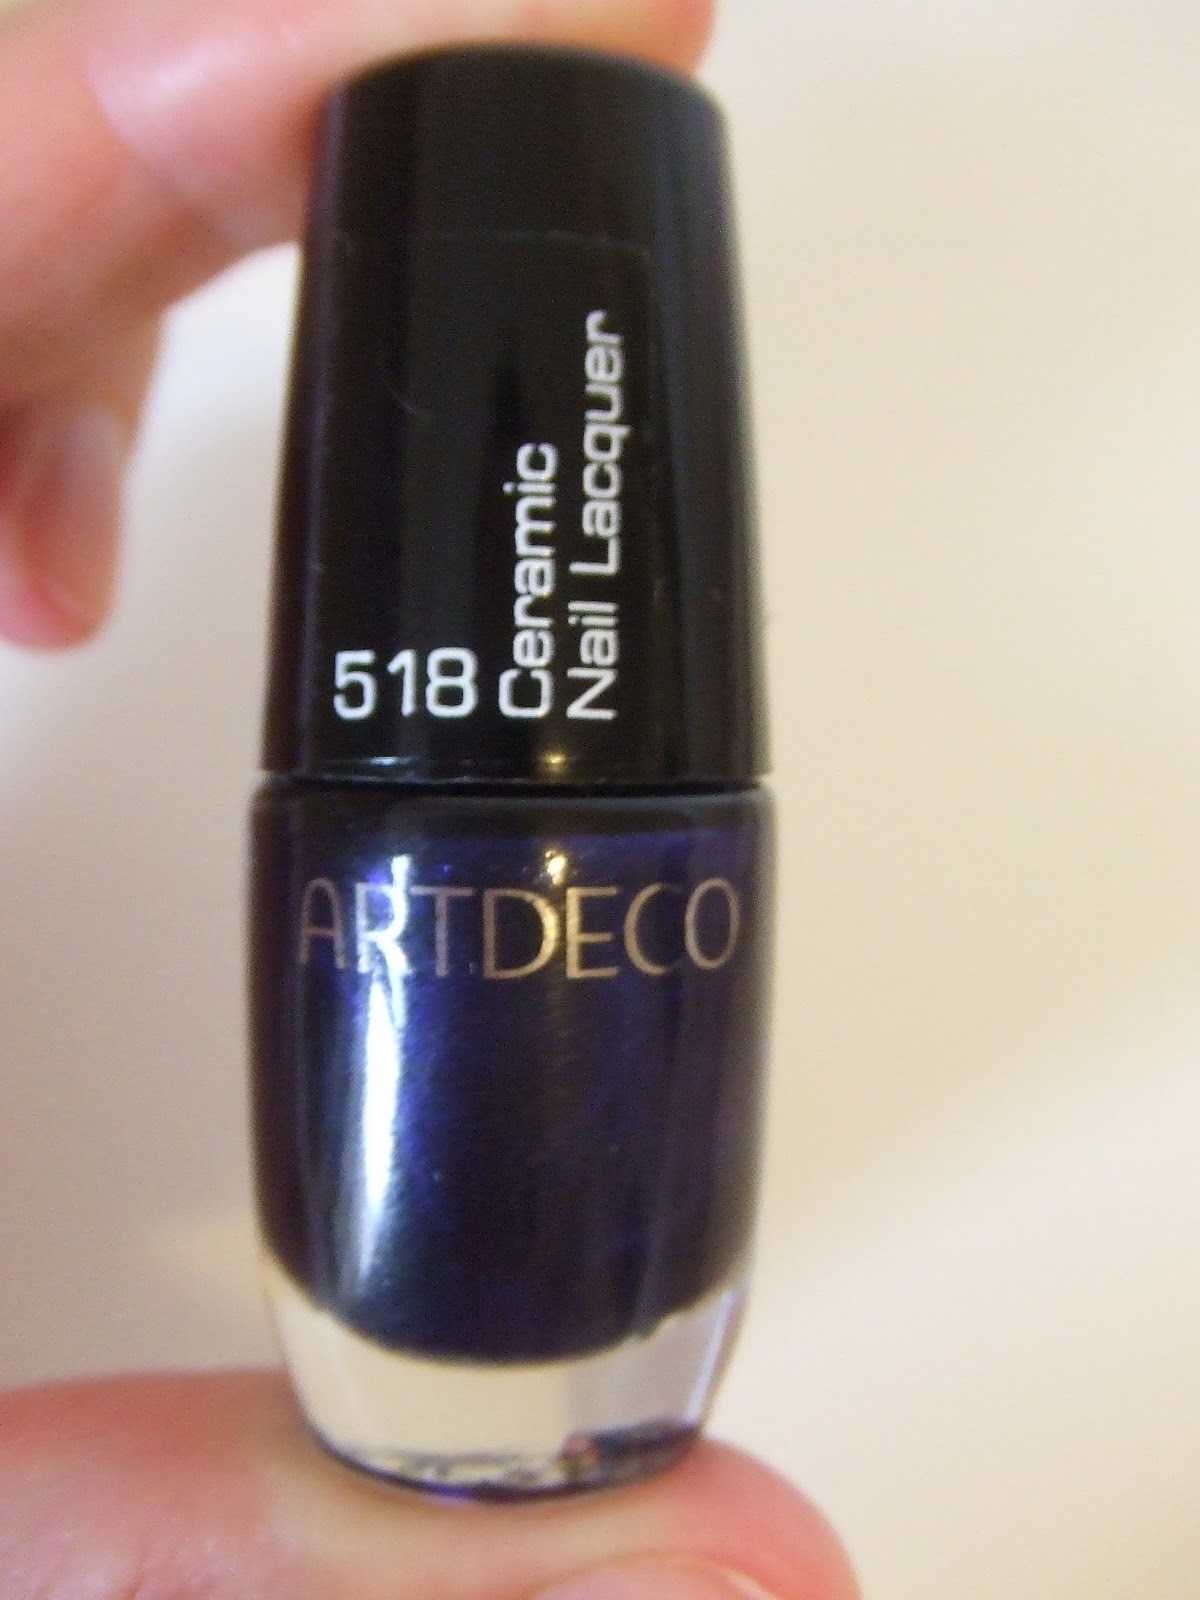 518
Ceramic
Nail Lacquer
ARTDECO